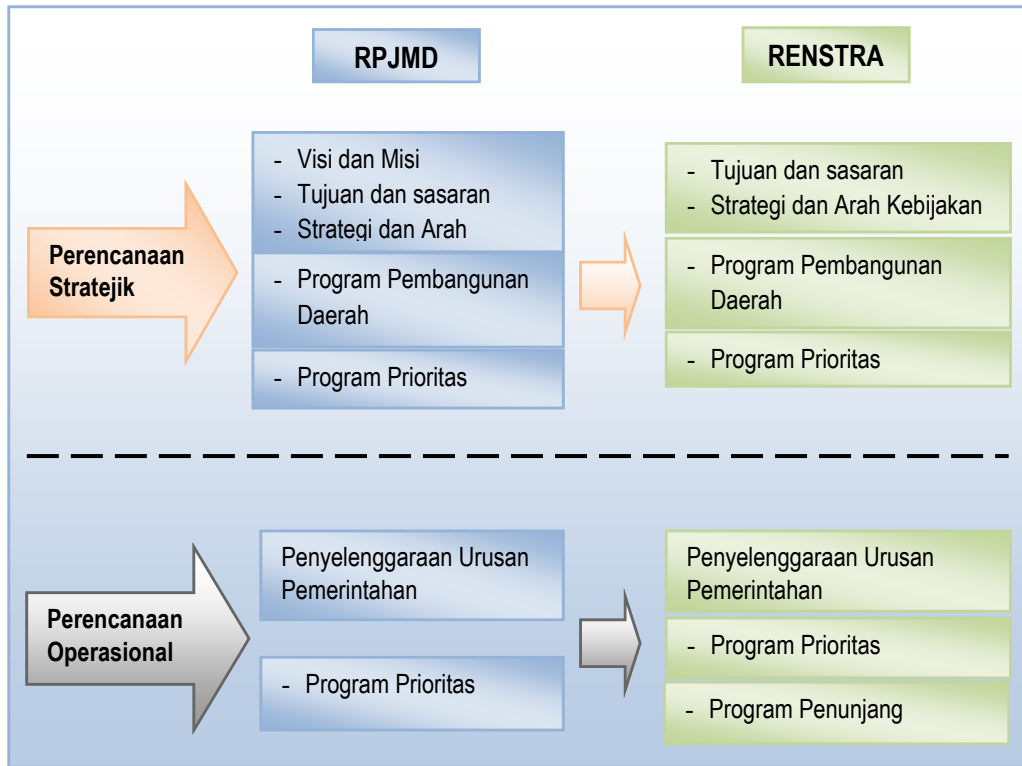 RPJMD
RENSTRA
Perencanaan
Stratejik
- Visi dan Misi
- Tujuan dan sasaran
- Strategi dan Arah
- Program Pembangunan
Daerah
- Program Prioritas
- Tujuan dan sasaran
- Strategi dan Arah Kebijakan
- Program Pembangunan
Daerah
- Program Prioritas
Perencanaan
Operasional
Penyelenggaraan Urusan
Pemerintahan
- Program Prioritas
Penyelenggaraan Urusan
Pemerintahan
- Program Prioritas
- Program Penunjang